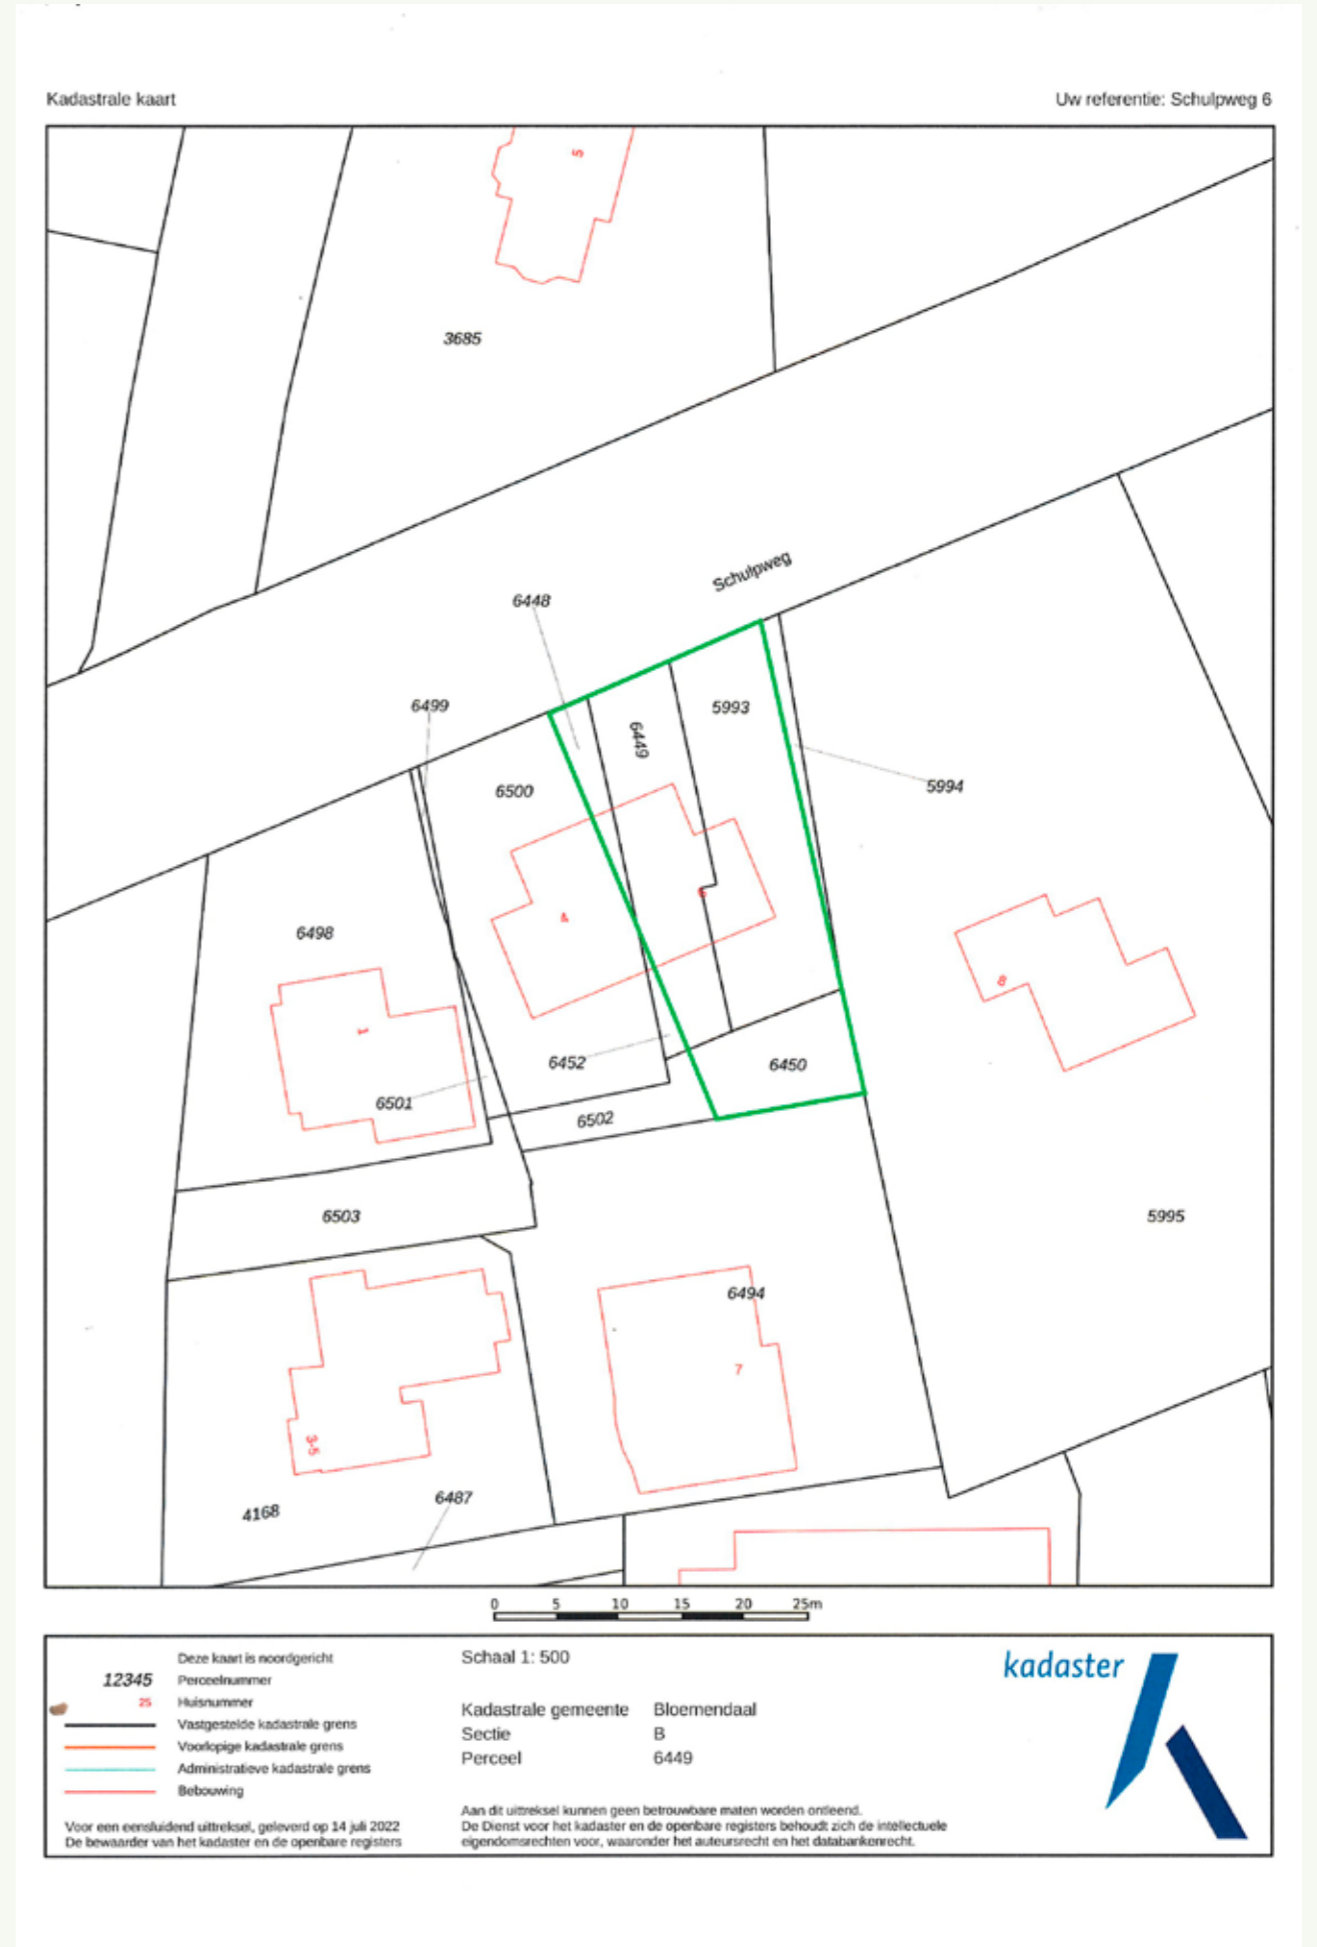 Kadastrale kaart
Uw referentie: Schulpweg 6
5
3685
Schulpweg
6448
6499
5993
6449
5994
6500
6
4
6498
8
1
6452
6450
6501
6502
6503
5995
6494
7
3-5
6487
4168
0 5 10 15 20 25m
Deze kaart is noordgericht
12345 Perceelnummer
25 Huisnummer
Vastgestelde kadastrale grens
Voorlopige kadastrale grens
Administratieve kadastrale grens
Bebouwing
Voor een eensluidend uittreksel, geleverd op 14 juli 2022
De bewaarder van het kadaster en de openbare registers
Schaal 1: 500
Kadastrale gemeente Bloemendaal
Sectie B
Perceel 6449
Aan dit uittreksel kunnen geen betrouwbare maten worden ontleend.
De Dienst voor het kadaster en de openbare registers behoudt zich de intellectuele
eigendomsrechten voor, waaronder het auteursrecht en het databankenrecht.
kadaster